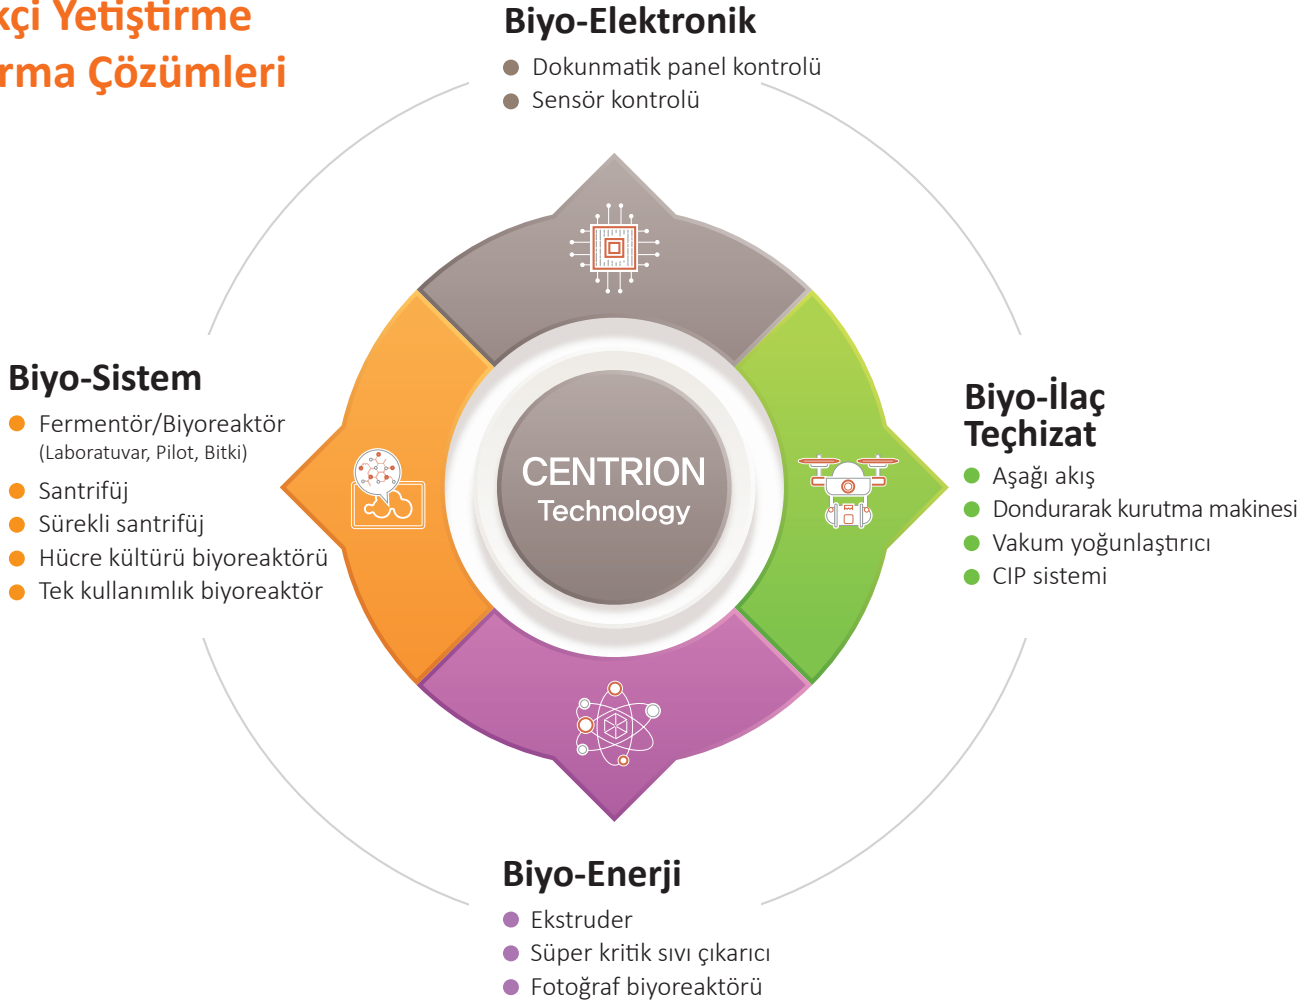 Yetiştirme
Çözümleri
Biyo-Elektronik
Dokunmatik panel kontrolü
Sensör kontrolü
Biyo-Sistem
Fermentör/Biyoreaktör
(Laboratuvar, Pilot, Bitki)
Santrifüj
Sürekli santrifüj
Hücre kültürü biyoreaktörü
Tek kullanımlık biyoreaktör
CENTRION
Technology
Biyo-İlaç
Teçhizat
Aşağı akış
Dondurarak kurutma makinesi
Vakum yoğunlaştırıcı
CIP sistemi
Biyo-Enerji
Ekstruder
Süper kritik sıvı çıkarıcı
Fotoğraf biyoreaktörü